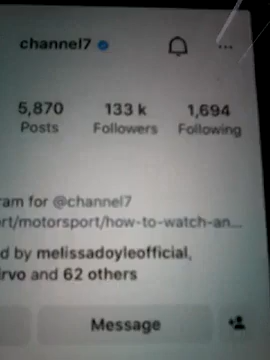 channel7
5,870 133 k 1,694
Posts Followers Following
ram for @channel7
rt/motorsport/how-to-watch-an...
d by melissadoyleofficial,
rvo and 62 others
Message